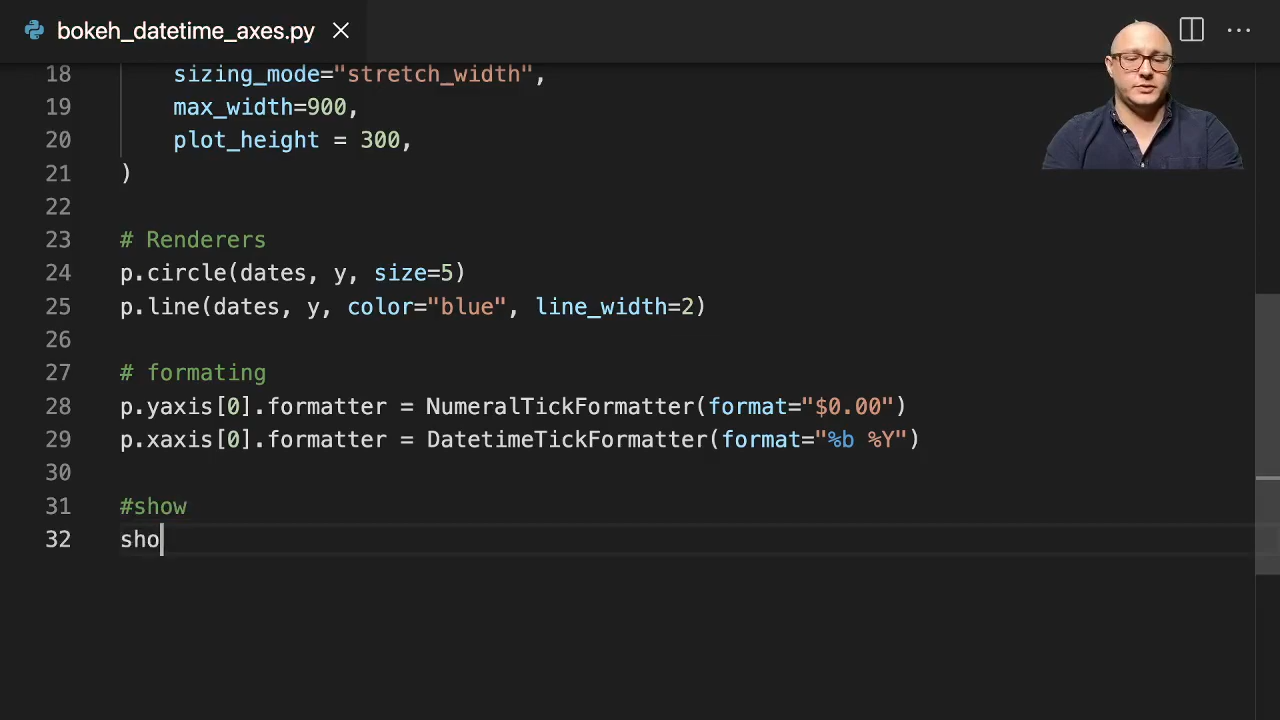 bokeh_datetime_axes.py
18 sizing_mode="stretch_width",
19 max_width=900,
20 plot_height = 300,
21 )
22
23 # Renderers
24 p.circle(dates, y, size=5)
25 p.line(dates, y, color="blue", line_width=2)
26
27 # formating
28 p.yaxis[0].formatter = NumeralTickFormatter(format="$0.00")
29 p.xaxis[0].formatter = DatetimeTickFormatter(format="%b %Y")
30
31 #show
32 sho